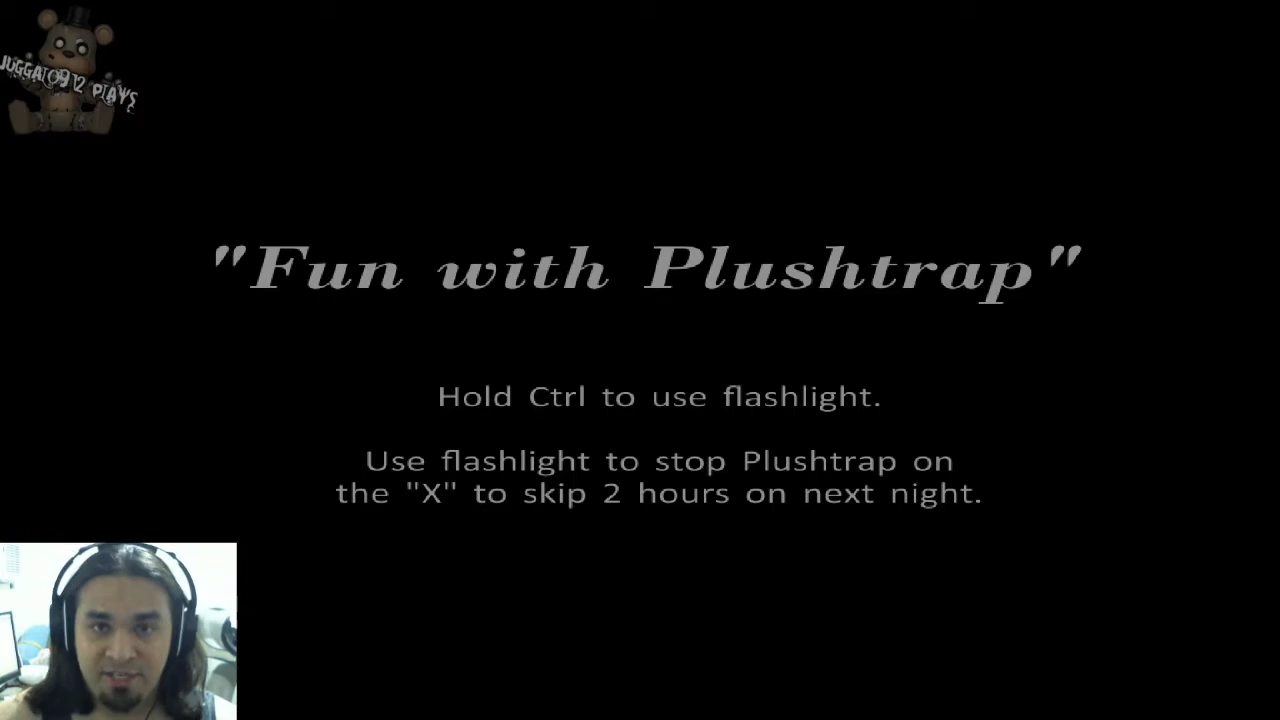 JUGGATO912 PLAYS
"Fun with Plushtrap"
Hold Ctrl to use flashlight.
Use flashlight to stop Plushtrap on
the "X" to skip 2 hours on next night.